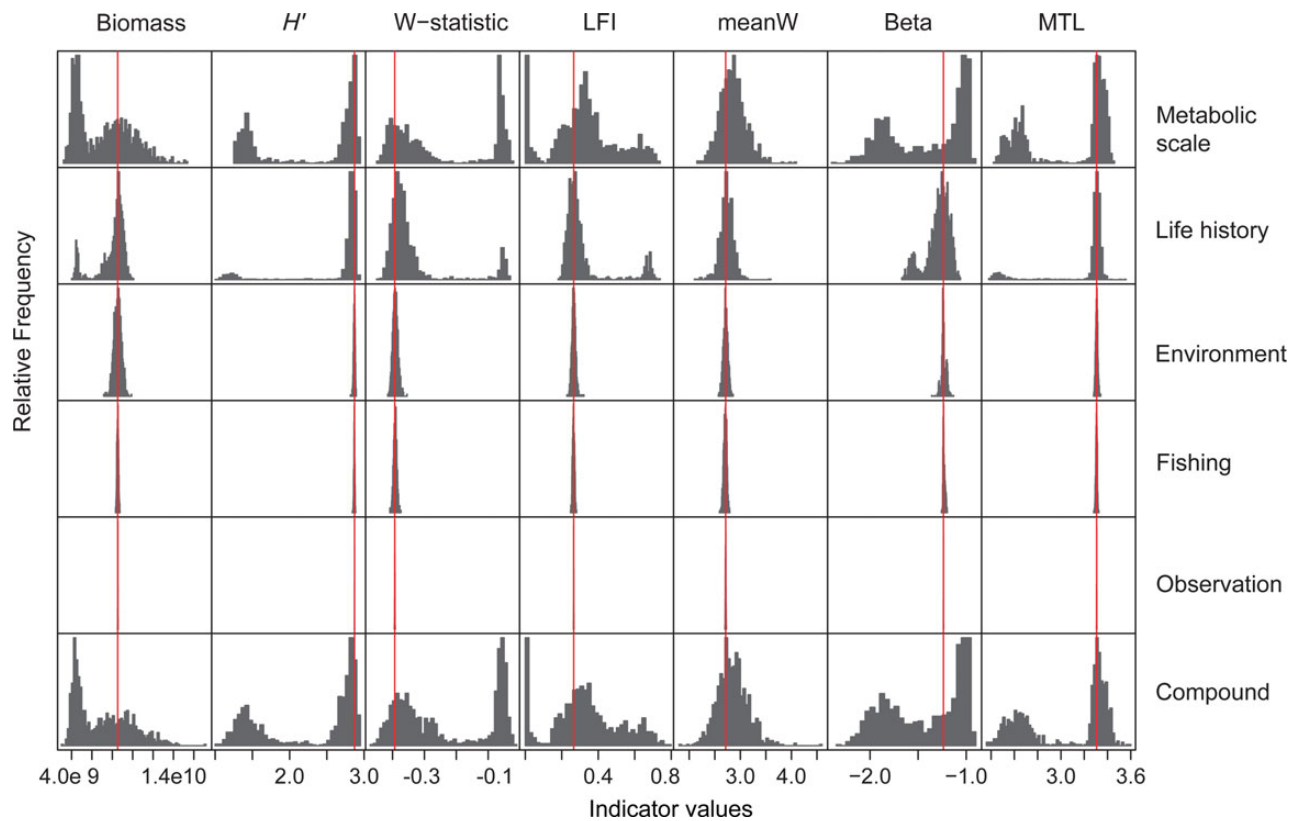 Biomass H′ W−statistic LFI meanW Beta MTL
Metabolic
scale
Life history
Environment
Fishing
Observation
Compound
Relative Frequency
4.0e 9 1.4e10 2.0 3.0 -0.3 -0.1 0.4 0.8 3.0 4.0 −2.0 −1.0 3.0 3.6
Indicator values